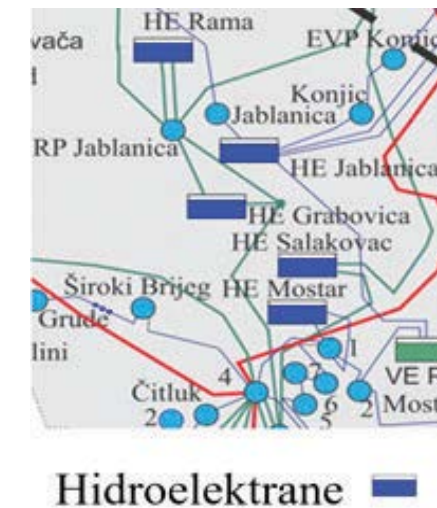 HE Rama
vača
EVP Konjic
Konjic
Jablanica
RP Jablanica
HE Jablanica
HE Grabovica
HE Salakovac
Široki Brijeg
HE Mostar
Grude
lini
1
4
7
VE P
Čitluk
6
2
Most
2
5
Hidroelektrane